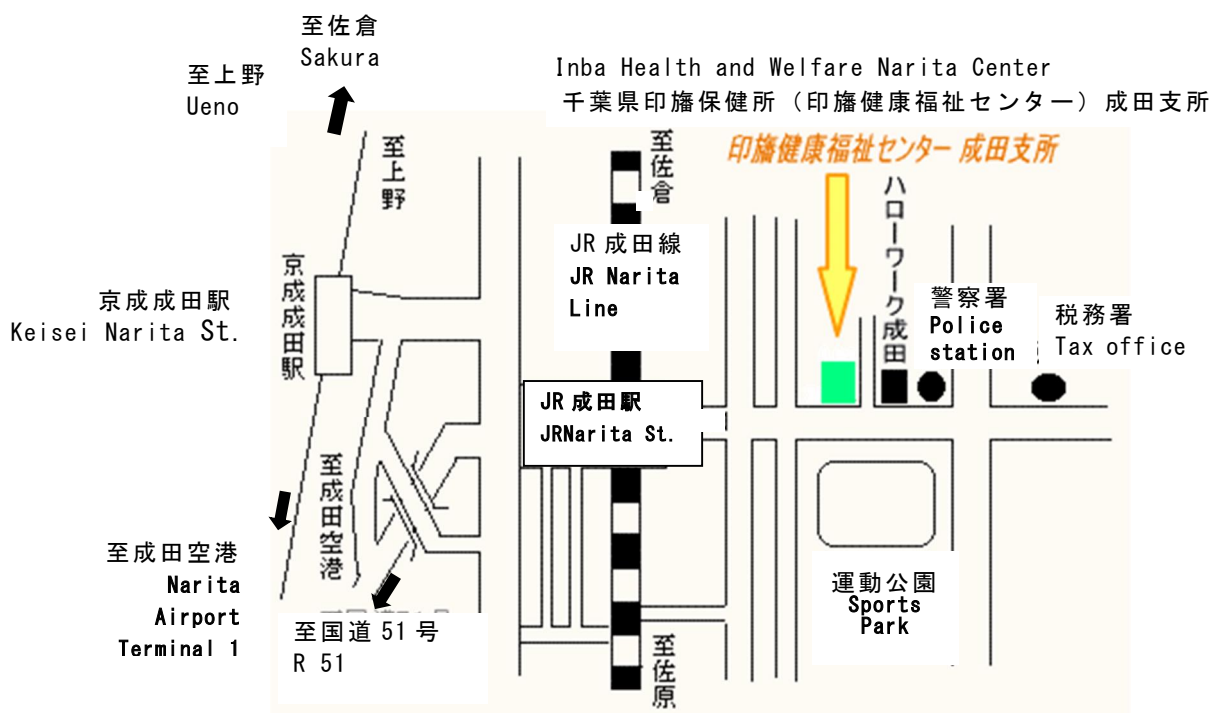 至佐倉
Sakura
至上野
Ueno
Inba Health and Welfare Narita Center
千葉県印旛保健所（印旛健康福祉センター）成田支所
至上野
至佐倉
印旛健康福祉センター 成田支所
ハローワーク成田
JR 成田線
JR Narita
Line
京成成田駅
京成成田駅
Keisei Narita St.
警察署
Police
station
税務署
Tax office
JR 成田駅
JRNarita St.
至成田空港
至成田空港
Narita
Airport
Terminal 1
至国道 51 号
R 51
運動公園
Sports
Park
至佐原